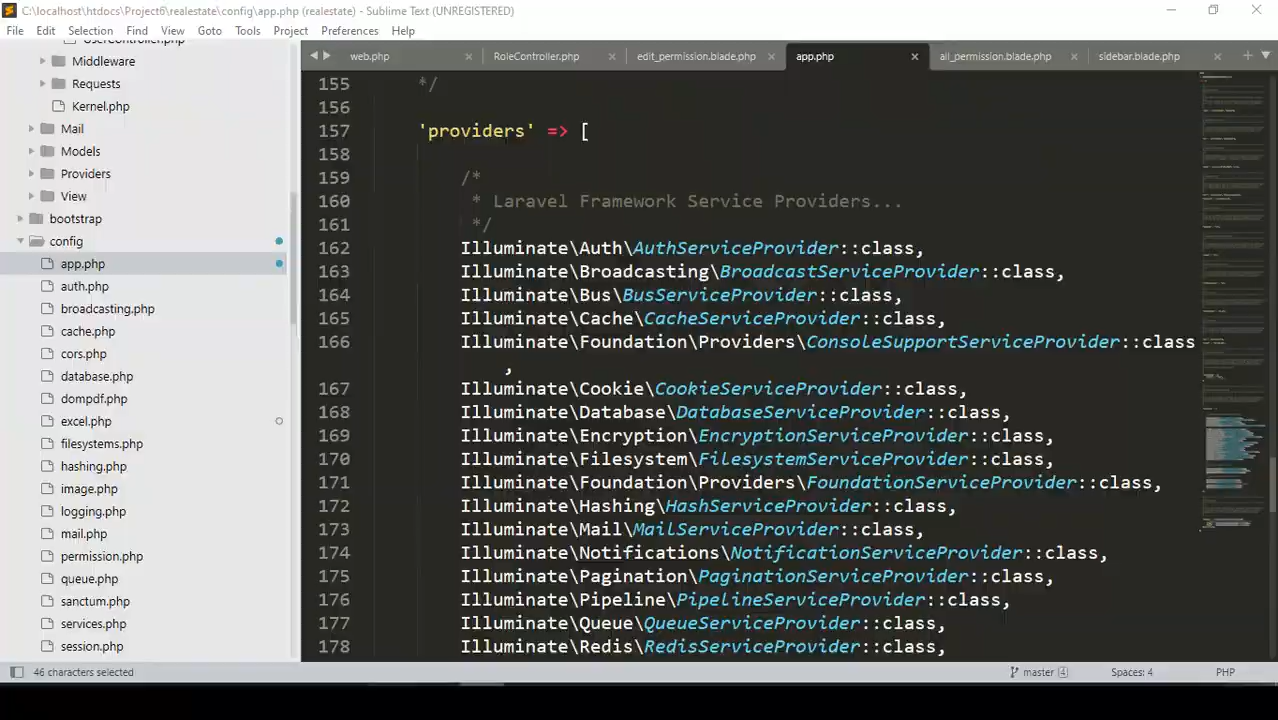 C:\localhost\htdocs\Project6\realestate\config\app.php (realestate) - Sublime Text (UNREGISTERED)
File Edit Selection Find View Goto Tools Project Preferences Help
UserController.php
Middleware
Requests
Kernel.php
Mail
Models
Providers
View
bootstrap
config
app.php
auth.php
broadcasting.php
cache.php
cors.php
database.php
dompdf.php
excel.php
filesystems.php
hashing.php
image.php
logging.php
mail.php
permission.php
queue.php
sanctum.php
services.php
session.php
web.php RoleController.php edit_permission.blade.php app.php all_permission.blade.php sidebar.blade.php
155 */
156
157 'providers' => [
158
159 /*
160 * Laravel Framework Service Providers...
161 */
162 Illuminate\Auth\AuthServiceProvider::class,
163 Illuminate\Broadcasting\BroadcastServiceProvider::class,
164 Illuminate\Bus\BusServiceProvider::class,
165 Illuminate\Cache\CacheServiceProvider::class,
166 Illuminate\Foundation\Providers\ConsoleSupportServiceProvider::class
,
167 Illuminate\Cookie\CookieServiceProvider::class,
168 Illuminate\Database\DatabaseServiceProvider::class,
169 Illuminate\Encryption\EncryptionServiceProvider::class,
170 Illuminate\Filesystem\FilesystemServiceProvider::class,
171 Illuminate\Foundation\Providers\FoundationServiceProvider::class,
172 Illuminate\Hashing\HashServiceProvider::class,
173 Illuminate\Mail\MailServiceProvider::class,
174 Illuminate\Notifications\NotificationServiceProvider::class,
175 Illuminate\Pagination\PaginationServiceProvider::class,
176 Illuminate\Pipeline\PipelineServiceProvider::class,
177 Illuminate\Queue\QueueServiceProvider::class,
178 Illuminate\Redis\RedisServiceProvider::class,
46 characters selected master 4 Spaces: 4 PHP